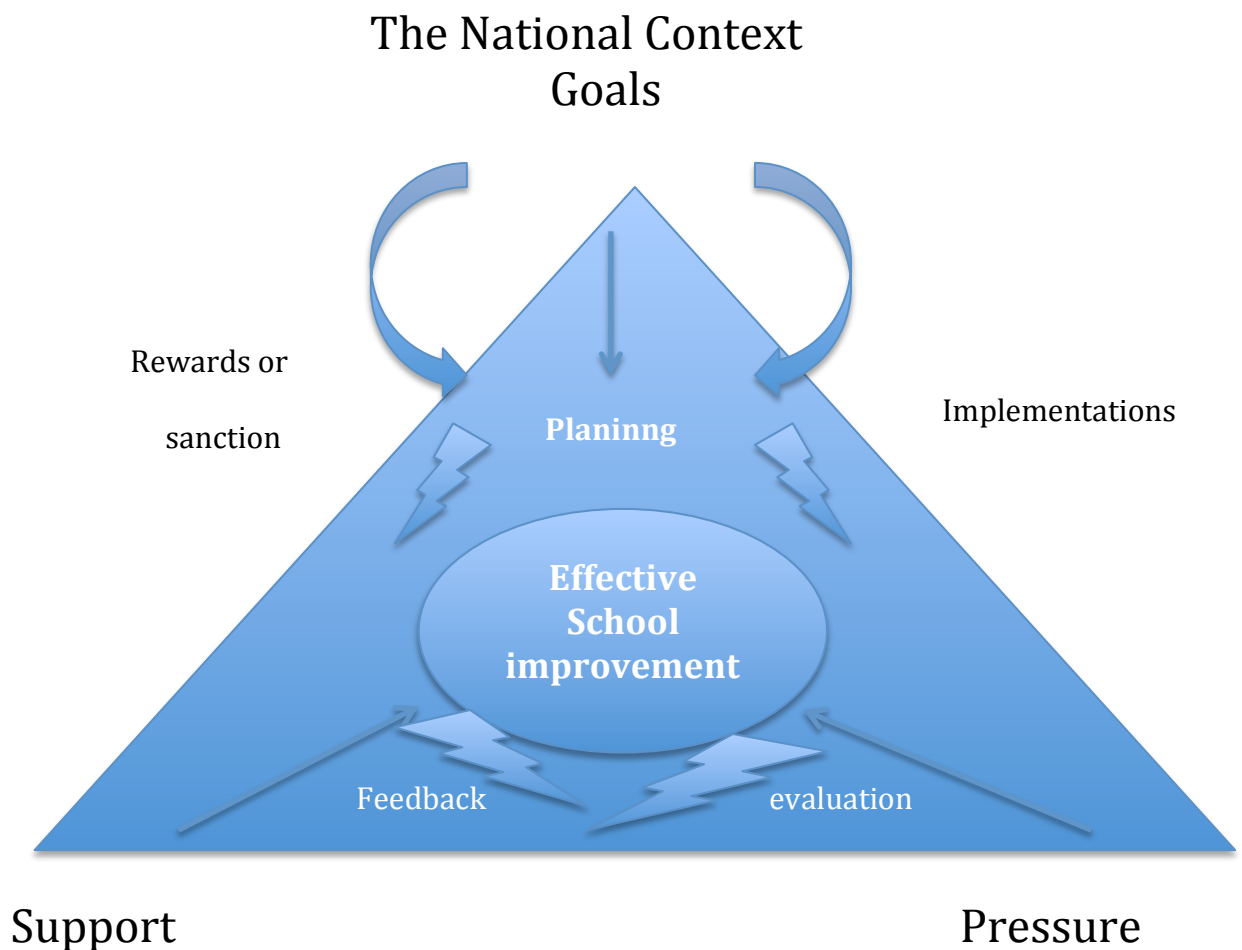 The National Context
Goals
Rewards or
sanction
Implementations
Planinng
Effective
School
improvement
Feedback
evaluation
Support
Pressure